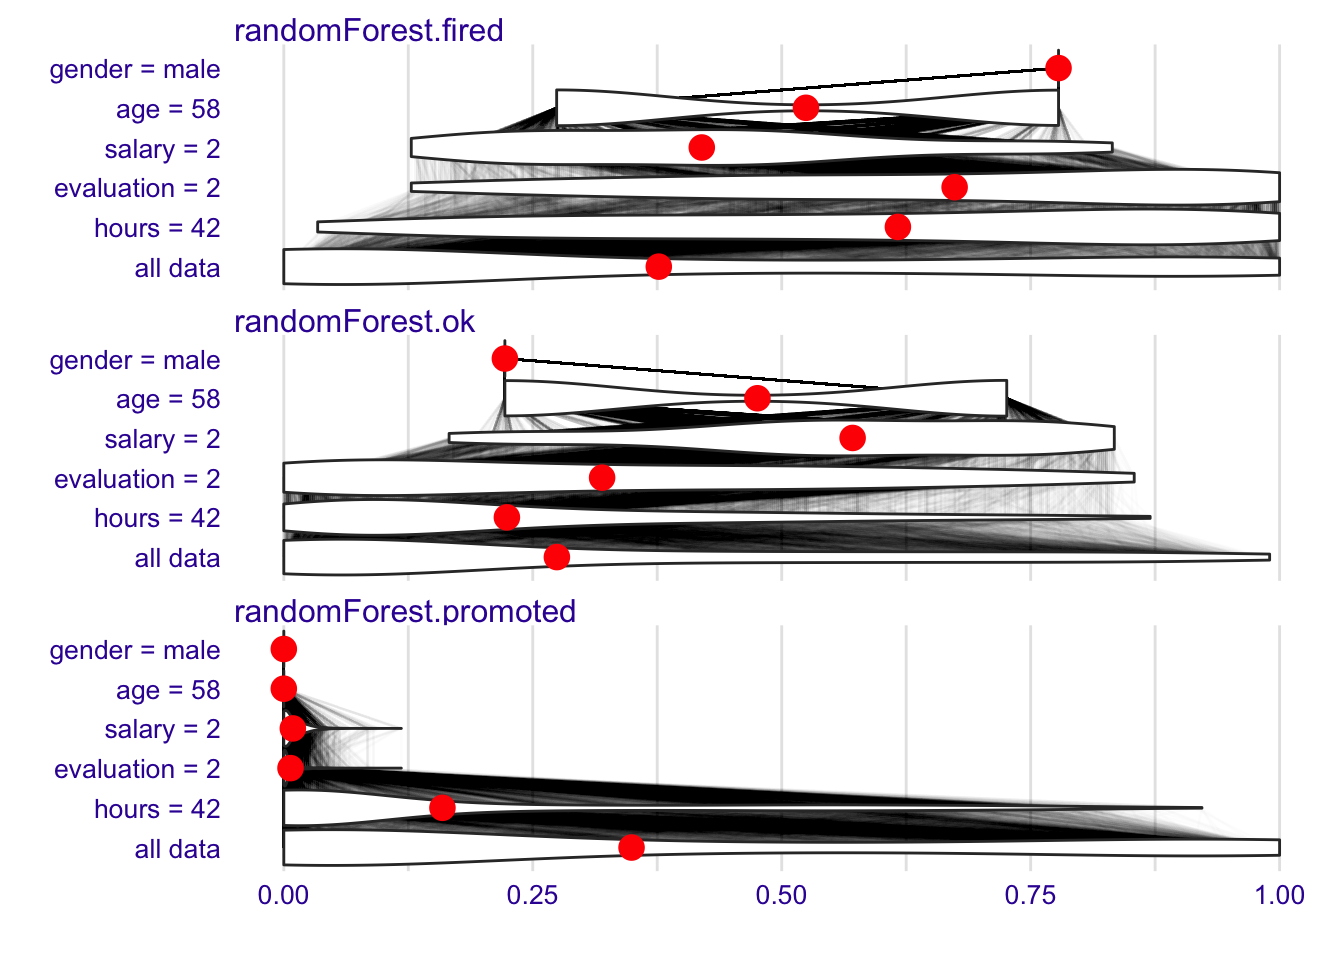 randomForest.fired
gender = male
age = 58
salary = 2
evaluation = 2
hours = 42
all data
randomForest.ok
gender = male
age = 58
salary = 2
evaluation = 2
hours = 42
all data
randomForest.promoted
gender = male
age = 58
salary = 2
evaluation = 2
hours = 42
all data
0.00 0.25 0.50 0.75 1.00